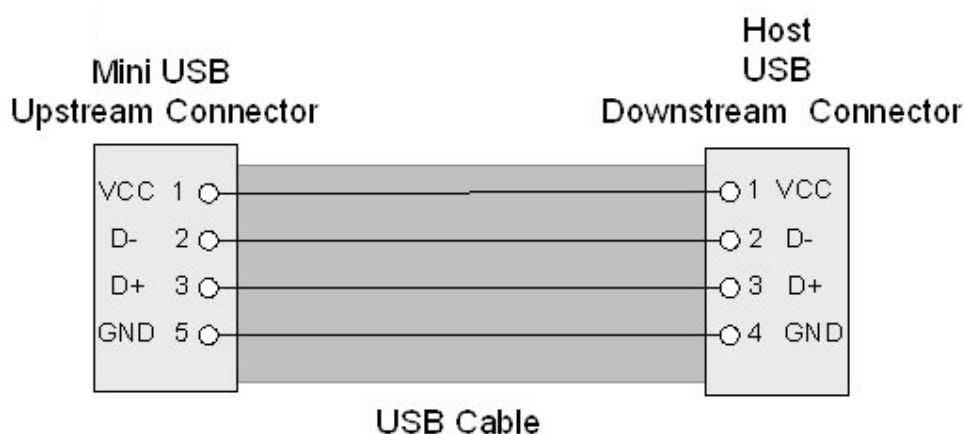 Mini USB
Upstream Connector
Host
USB
Downstream Connector
VCC 1
D- 2
D+ 3
GND 5
1 VCC
2 D-
3 D+
4 GND
USB Cable